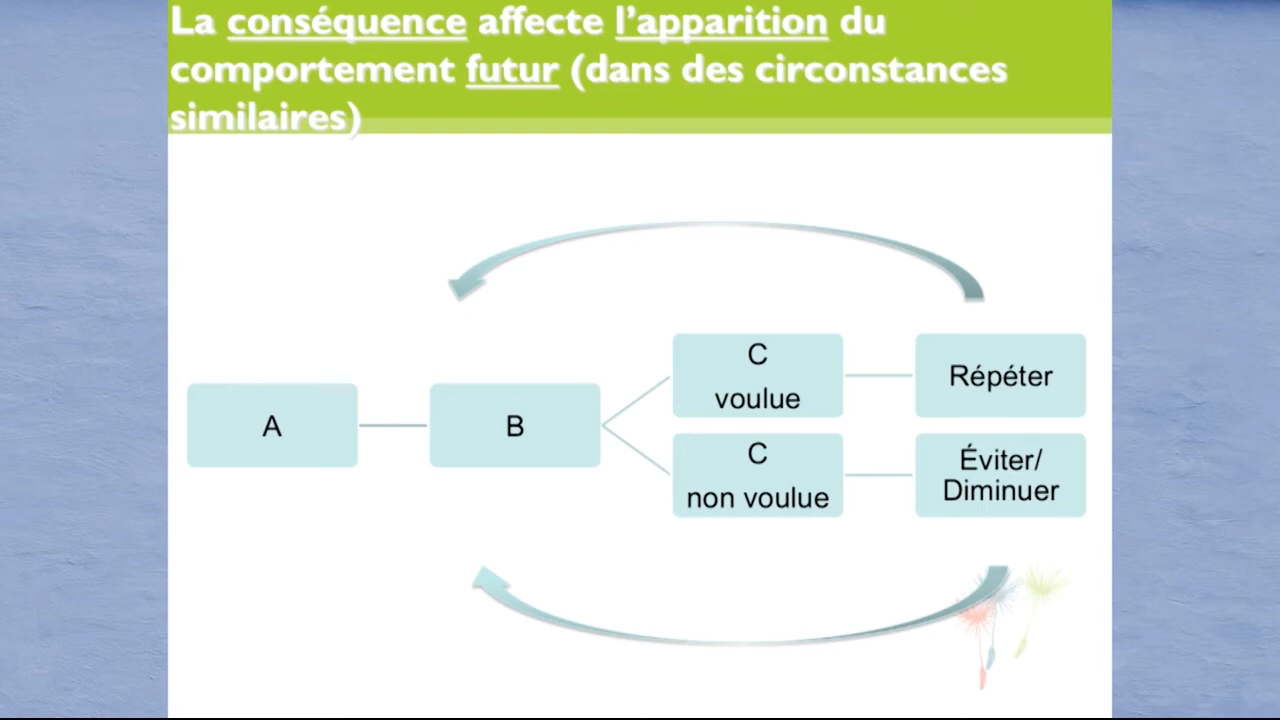 La conséquence affecte l’apparition du
comportement futur (dans des circonstances
similaires)
A
B
C
voulue
Répéter
C
non voulue
Éviter/
Diminuer